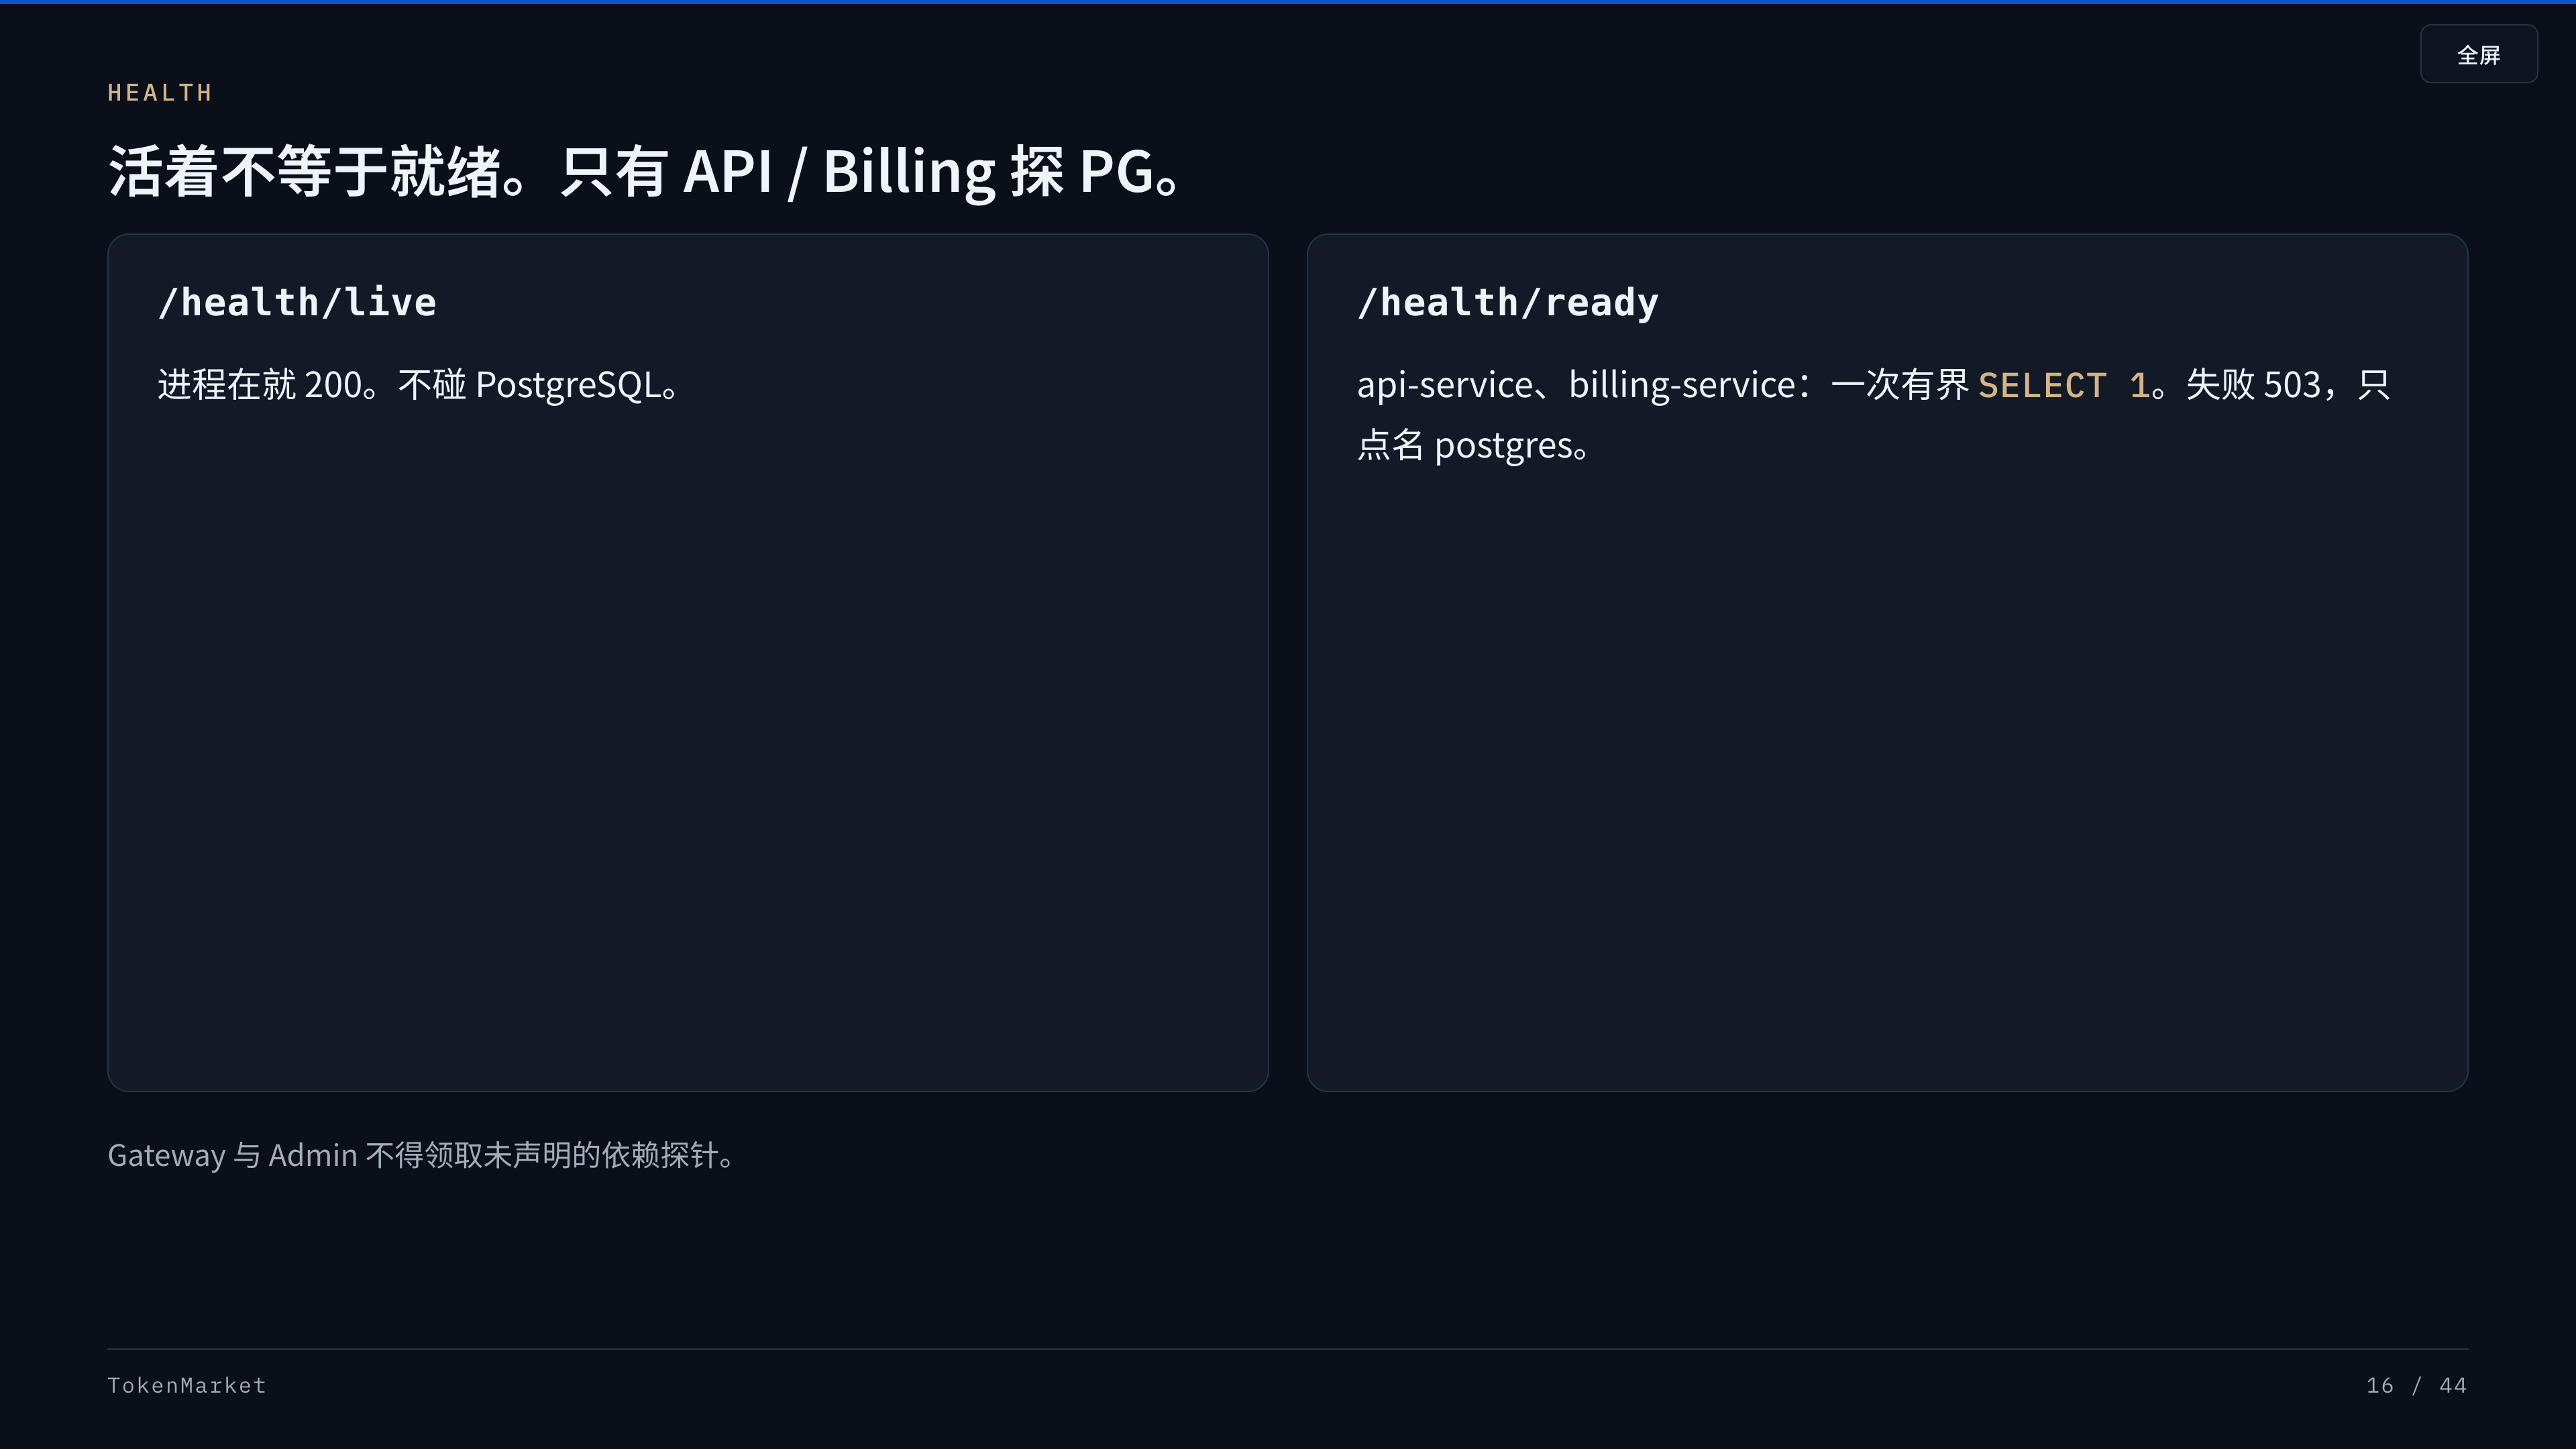 全屏
HEALTH
活着不等于就绪。只有 API / Billing 探 PG。
/health/live
进程在就 200。不碰 PostgreSQL。
/health/ready
api-service、billing-service：一次有界 SELECT 1。失败 503，只
点名 postgres。
Gateway 与 Admin 不得领取未声明的依赖探针。
TokenMarket
16 / 44